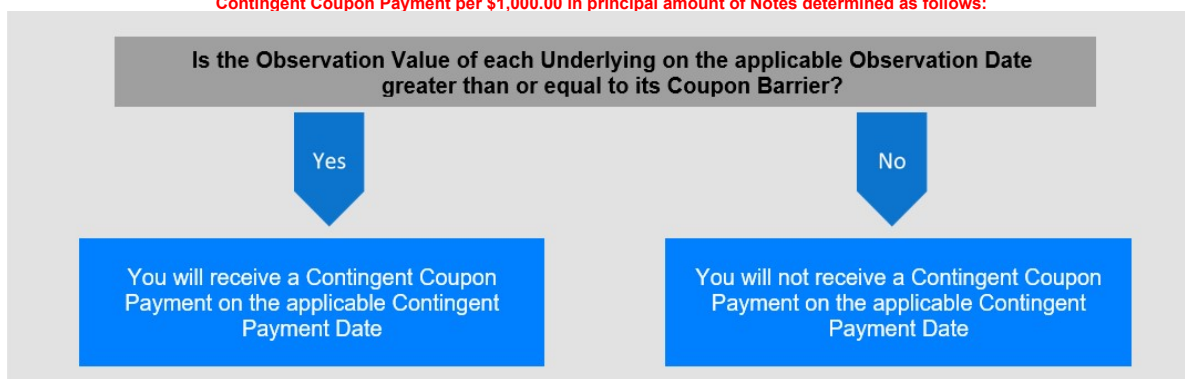 Contingent Coupon Payment per $1,000.00 in principal amount of Notes determined as follows:
Is the Observation Value of each Underlying on the applicable Observation Date
greater than or equal to its Coupon Barrier?
Yes
No
You will receive a Contingent Coupon
Payment on the applicable Contingent
Payment Date
You will not receive a Contingent Coupon
Payment on the applicable Contingent
Payment Date